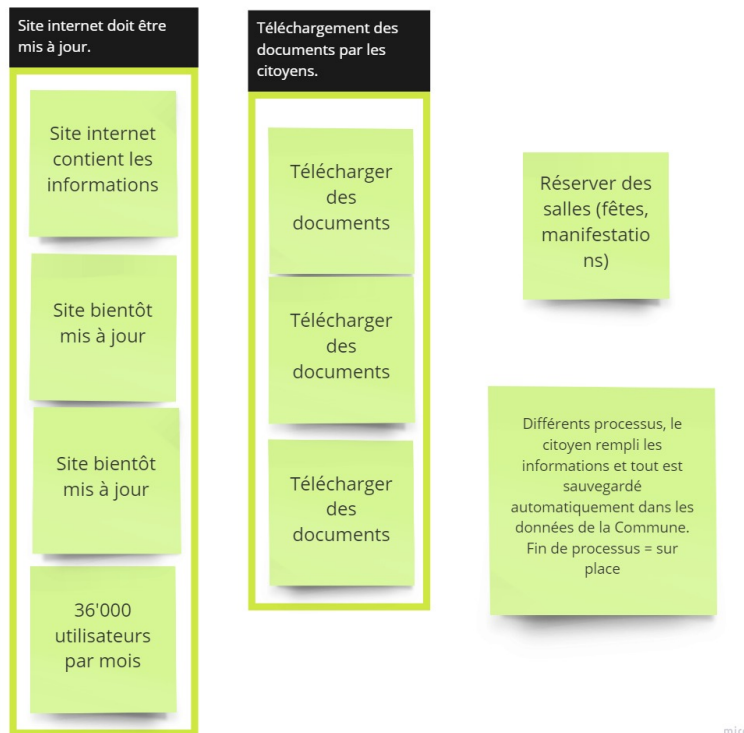 Site internet doit être
mis à jour.
Site internet
contient les
informations
Site bientôt
mis à jour
Site bientôt
mis à jour
36'000
utilisateurs
par mois
Téléchargement des
documents par les
citoyens.
Télécharger
des
documents
Télécharger
des
documents
Télécharger
des
documents
Réserver des
salles (fêtes,
manifestatio
ns)
Différents processus, le
citoyen rempli les
informations et tout est
sauvegardé
automatiquement dans les
données de la Commune.
Fin de processus = sur
place